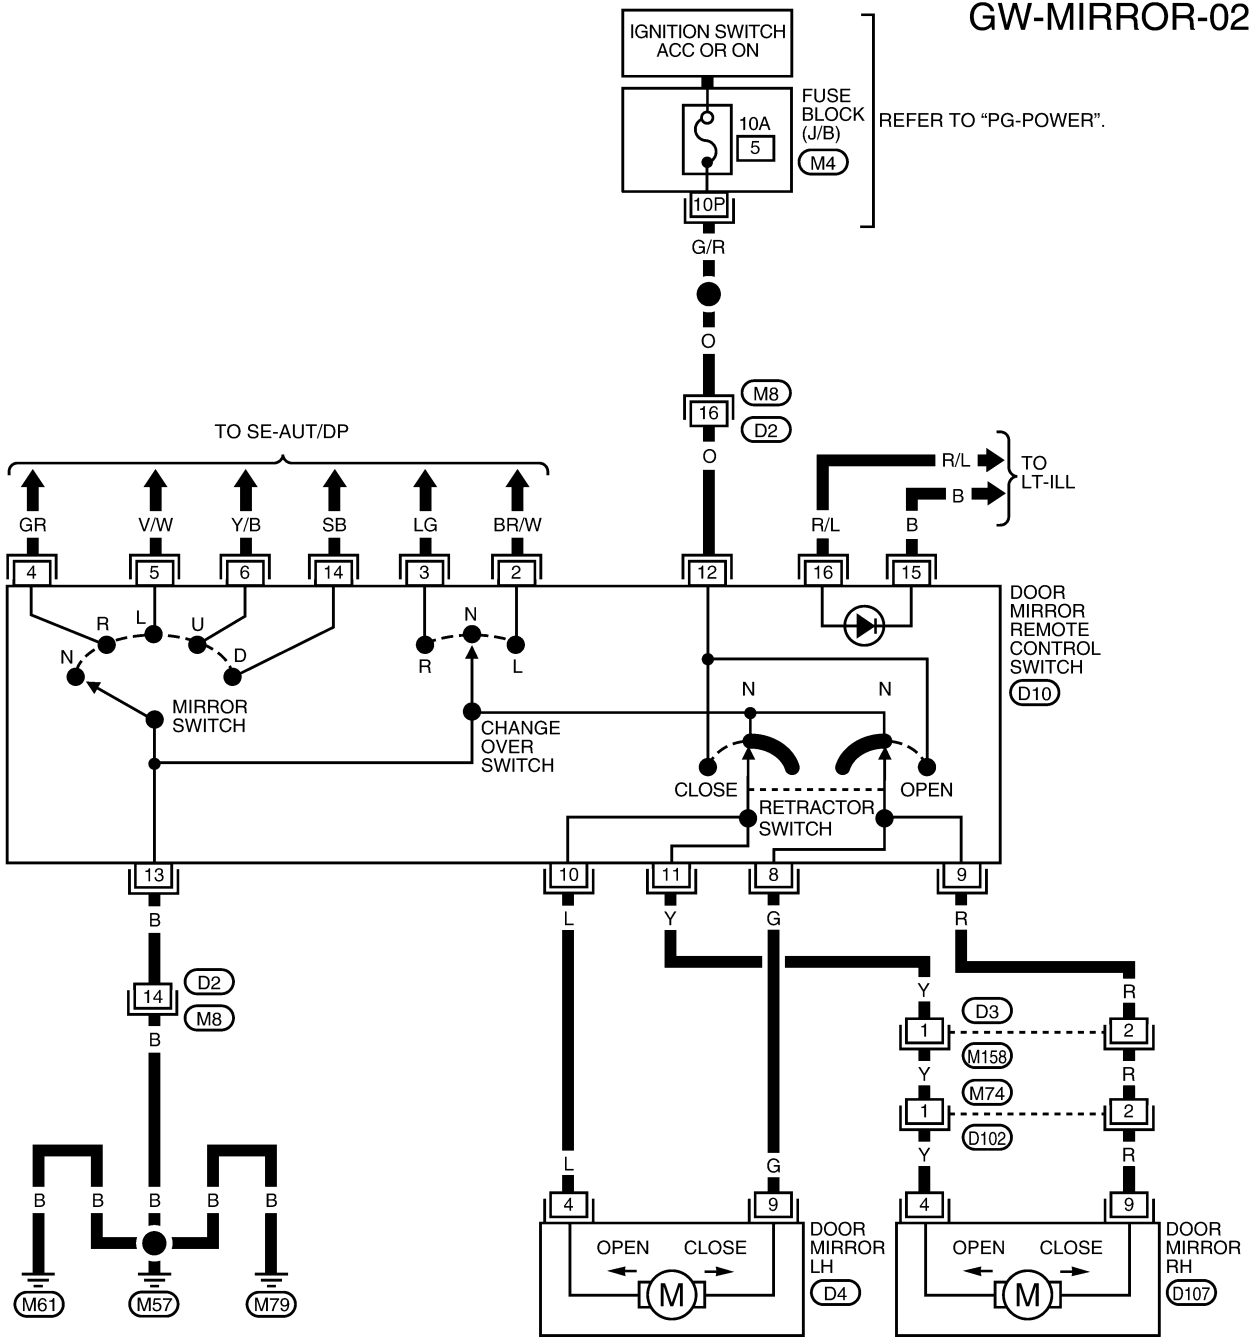 GW-MIRROR-02
IGNITION SWITCH
ACC OR ON
FUSE
BLOCK
(J/B)
M4
10A
5
REFER TO “PG-POWER”.
10P
G/R
O
M8
16
D2
O
TO SE-AUT/DP
TO
LT-ILL
R/L
B
GR
V/W
Y/B
SB
LG
BR/W
R/L
B
4
5
6
14
3
2
12
16
15
DOOR
MIRROR
REMOTE
CONTROL
SWITCH
D10
N
R
L
U
D
MIRROR
SWITCH
R
N
L
CHANGE
OVER
SWITCH
N
N
CLOSE
OPEN
RETRACTOR
SWITCH
13
10
11
8
9
B
L
Y
G
R
D2
14
M8
B
Y
R
D3
1
2
M158
Y
R
M74
1
2
D102
Y
R
L
G
B
B
B
B
B
M61
M57
M79
4
9
OPEN
CLOSE
M
DOOR
MIRROR
LH
D4
4
9
OPEN
CLOSE
M
DOOR
MIRROR
RH
D107